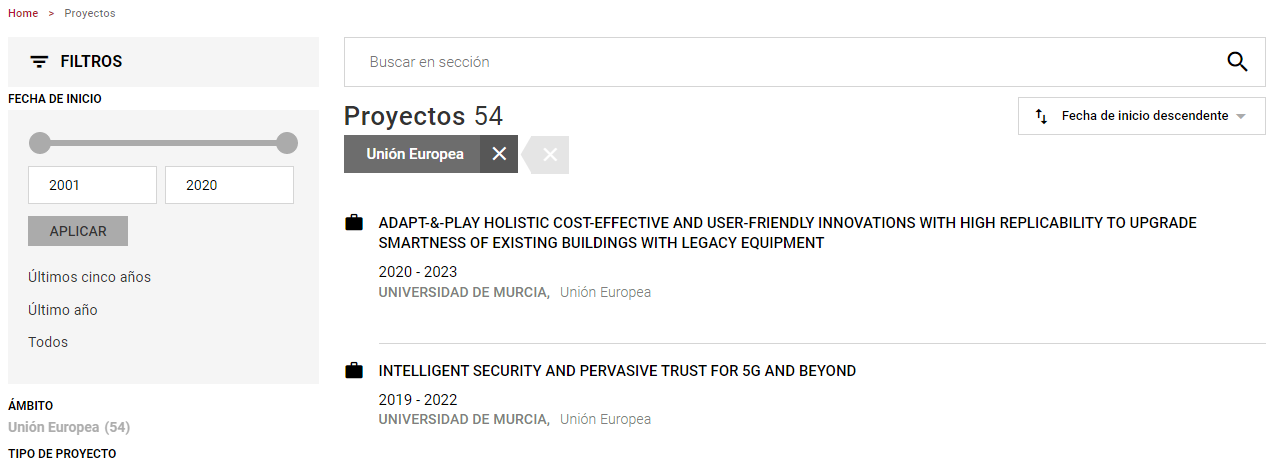 Home > Proyectos
FILTROS
FECHA DE INICIO
2001 2020
APLICAR
Últimos cinco años
Último año
Todos
ÁMBITO
Unión Europea (54)
TIPO DE PROYECTO
Buscar en sección
Proyectos 54
Fecha de inicio descendente
Unión Europea
ADAPT-&-PLAY HOLISTIC COST-EFFECTIVE AND USER-FRIENDLY INNOVATIONS WITH HIGH REPLICABILITY TO UPGRADE
SMARTNESS OF EXISTING BUILDINGS WITH LEGACY EQUIPMENT
2020 - 2023
UNIVERSIDAD DE MURCIA, Unión Europea
INTELLIGENT SECURITY AND PERVASIVE TRUST FOR 5G AND BEYOND
2019 - 2022
UNIVERSIDAD DE MURCIA, Unión Europea